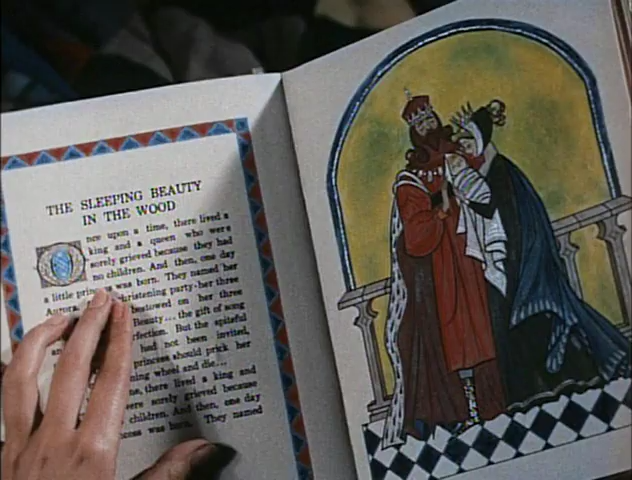 THE SLEEPING BEAUTY
IN THE WOOD
Once upon a time, there lived a
king and a queen who were
sorely grieved because they had
no children. And then, one day
a little princess was born. They named her
Aurora. christening party her three
bestowed on her three
Beauty... the gift of song
But the spiteful
had not been invited,
princess should prick her
wheel and die...
there lived a king and
were sorely grieved because
children. And then, one day
was born. They named